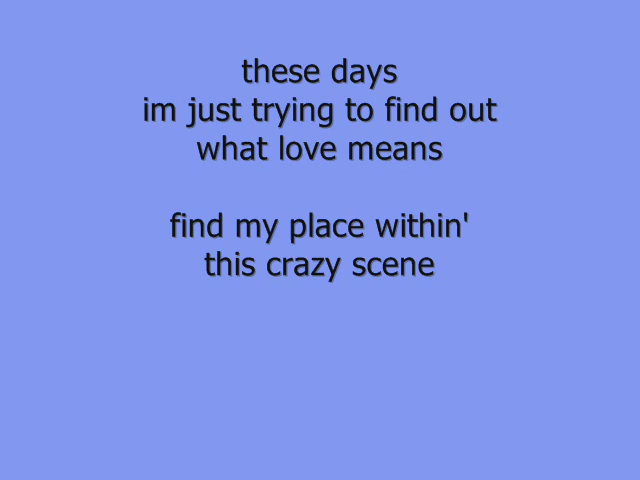 these days
im just trying to find out
what love means
find my place within'
this crazy scene